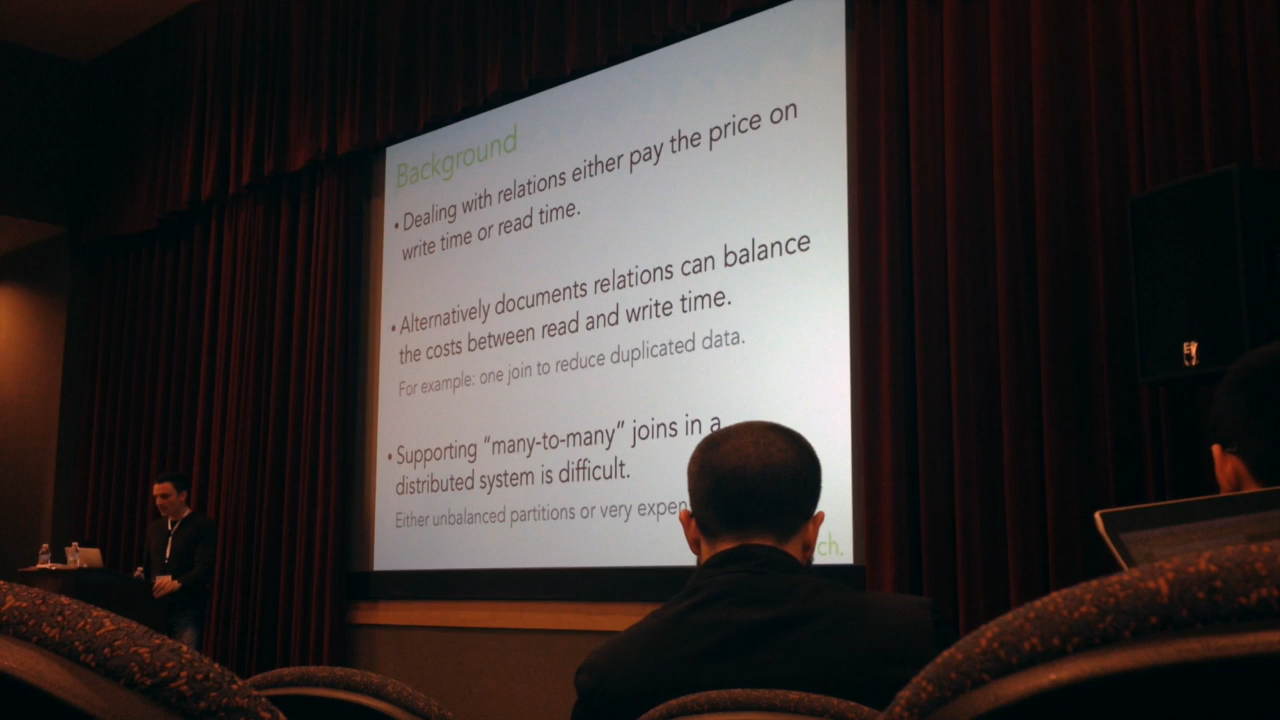 Background
• Dealing with relations either pay the price on
write time or read time.
• Alternatively documents relations can balance
the costs between read and write time.
For example: one join to reduce duplicated data.
• Supporting “many-to-many” joins in a
distributed system is difficult.
Either unbalanced partitions or very
ch.